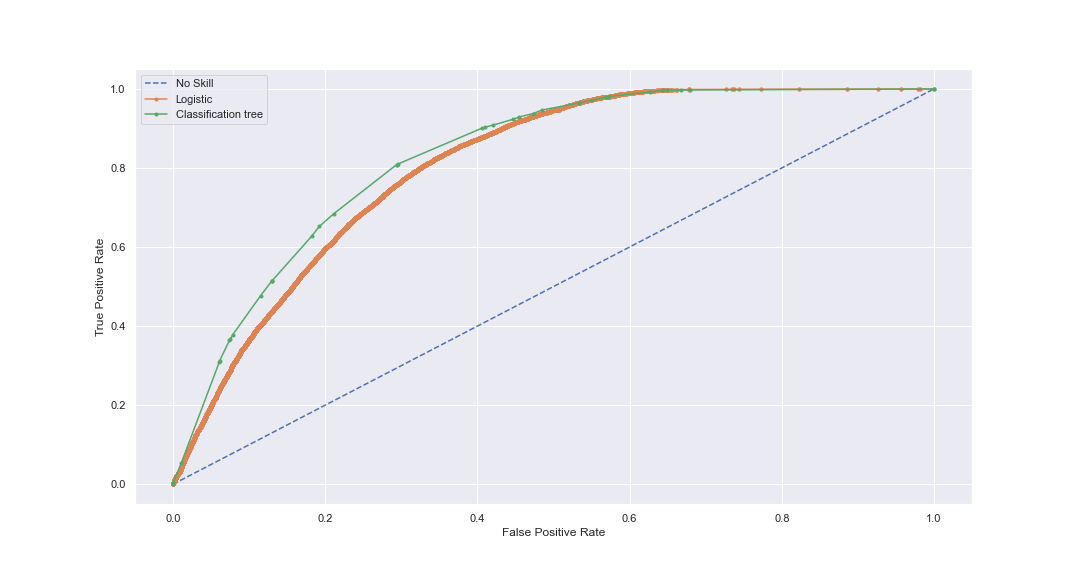 No Skill
Logistic
Classification tree
1.0
0.8
0.6
0.4
0.2
0.0
True Positive Rate
0.0 0.2 0.4 0.6 0.8 1.0
False Positive Rate